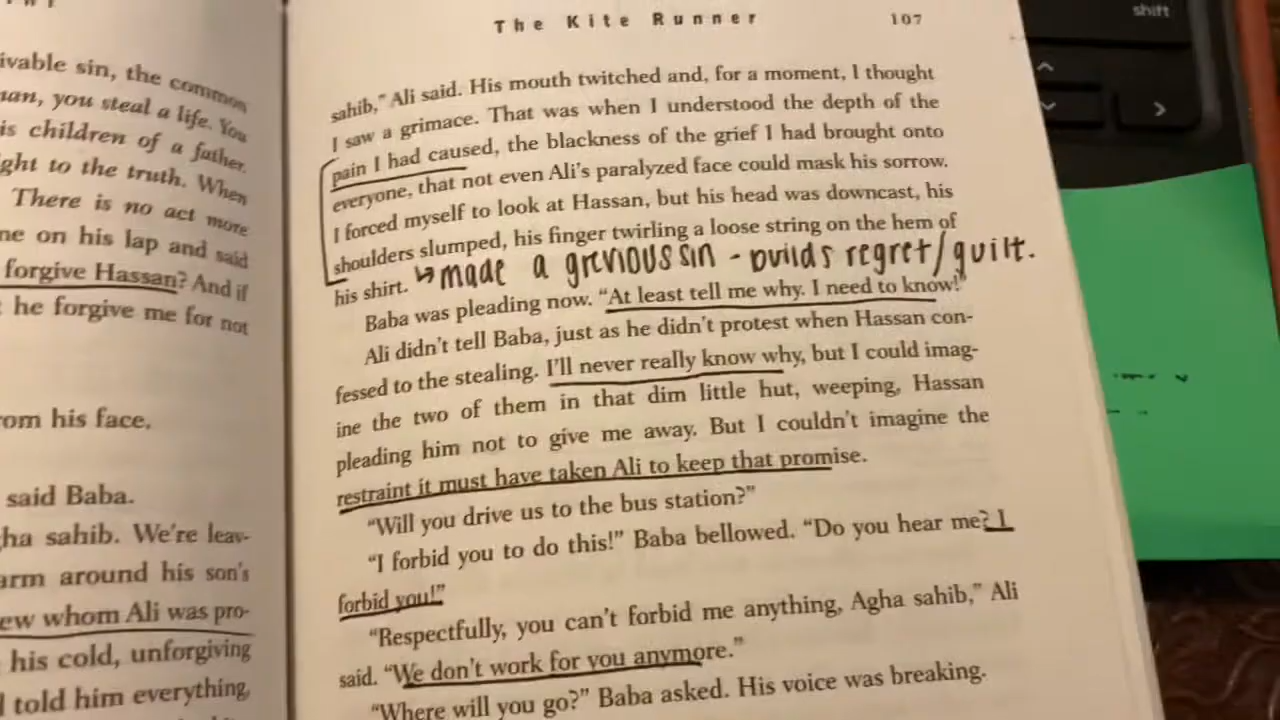 ivable sin, the common
man, you steal a life. You
is children of a father.
ght to the truth. When
There is no act more
me on his lap and said
forgive Hassan? And if
he forgive me for not
om his face.
said Baba.
ha sahib. We're leav-
arm around his son's
ew whom Ali was pro-
his cold, unforgiving
told him everything,
The Kite Runner 107
sahib," Ali said. His mouth twitched and, for a moment, I thought
I saw a grimace. That was when I understood the depth of the
pain I had caused, the blackness of the grief I had brought onto
everyone, that not even Ali's paralyzed face could mask his sorrow.
I forced myself to look at Hassan, but his head was downcast, his
shoulders slumped, his finger twirling a loose string on the hem of
his shirt. ↳ made a grevious sin - builds regret/guilt.
Baba was pleading now. "At least tell me why. I need to know!"
Ali didn't tell Baba, just as he didn't protest when Hassan con-
fessed to the stealing. I'll never really know why, but I could imag-
ine the two of them in that dim little hut, weeping, Hassan
pleading him not to give me away. But I couldn't imagine the
restraint it must have taken Ali to keep that promise.
"Will you drive us to the bus station?"
"I forbid you to do this!" Baba bellowed. "Do you hear me? I
forbid you!"
"Respectfully, you can't forbid me anything, Agha sahib," Ali
said. "We don't work for you anymore."
"Where will you go?" Baba asked. His voice was breaking.
shift